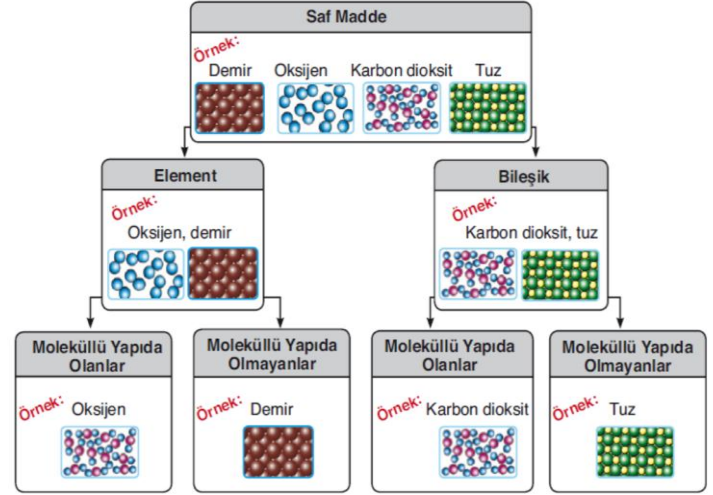 Saf Madde
Örnek:
Demir Oksijen Karbon dioksit Tuz
Element
Örnek:
Oksijen, demir
Bileşik
Örnek:
Karbon dioksit, tuz
Moleküllü Yapıda
Olanlar
Örnek: Oksijen
Moleküllü Yapıda
Olmayanlar
Örnek: Demir
Moleküllü Yapıda
Olanlar
Örnek: Karbon dioksit
Moleküllü Yapıda
Olmayanlar
Örnek: Tuz